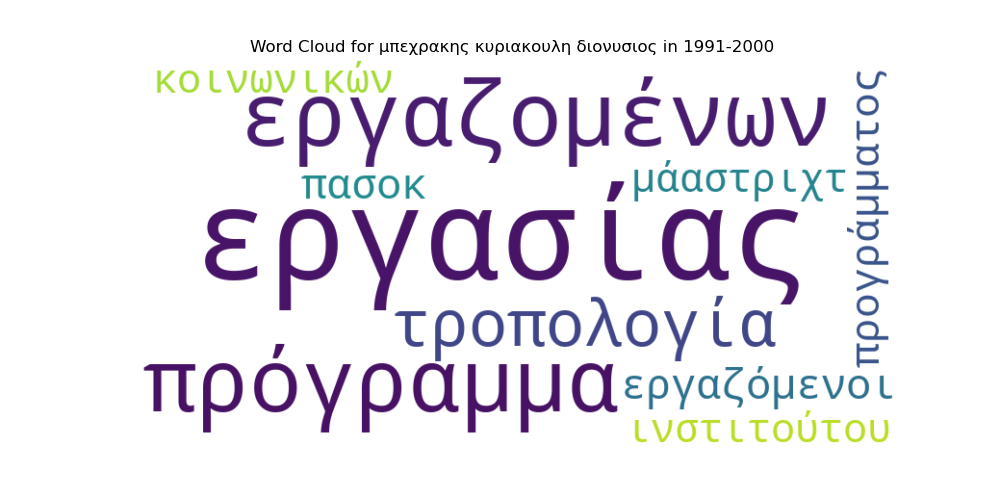 Word Cloud for μπεχρακης κυριακουλη διονυσιος in 1991-2000
κοινωνικών
εργαζομένων
προγράμματος
πασοκ
μάαστριχτ
εργασίας
τροπολογία
πρόγραμμα
εργαζόμενοι
ινστιτούτου